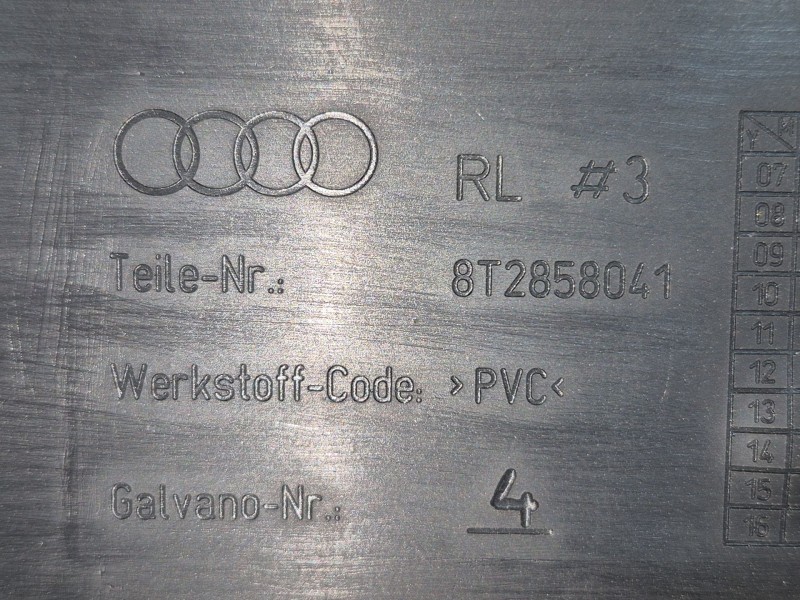 RL #3
Teile-Nr.: 8T2858041
Werkstoff-Code: >PVC<
Galvano-Nr.: 4
Y
07
08
09
10
11
12
13
14
15
16